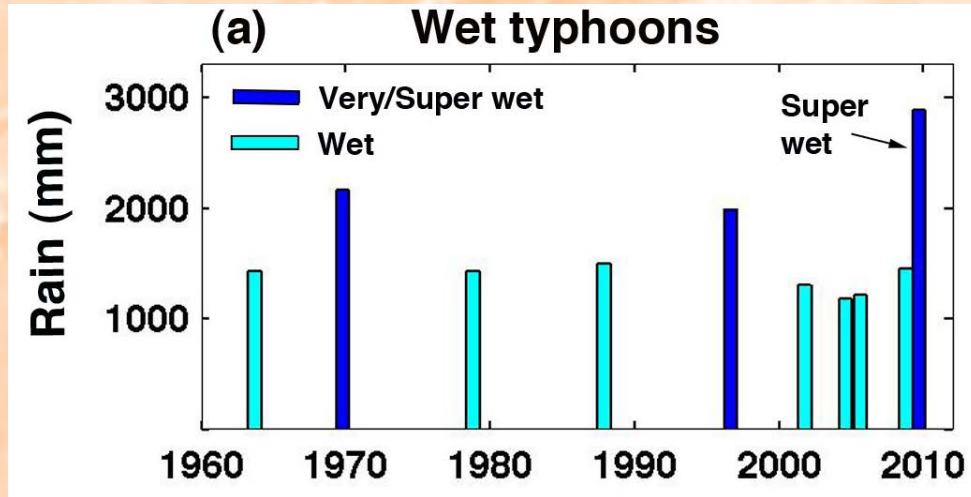 (a) Wet typhoons
Rain (mm)
3000
2000
1000
Very/Super wet
Wet
Super
wet
1960 1970 1980 1990 2000 2010